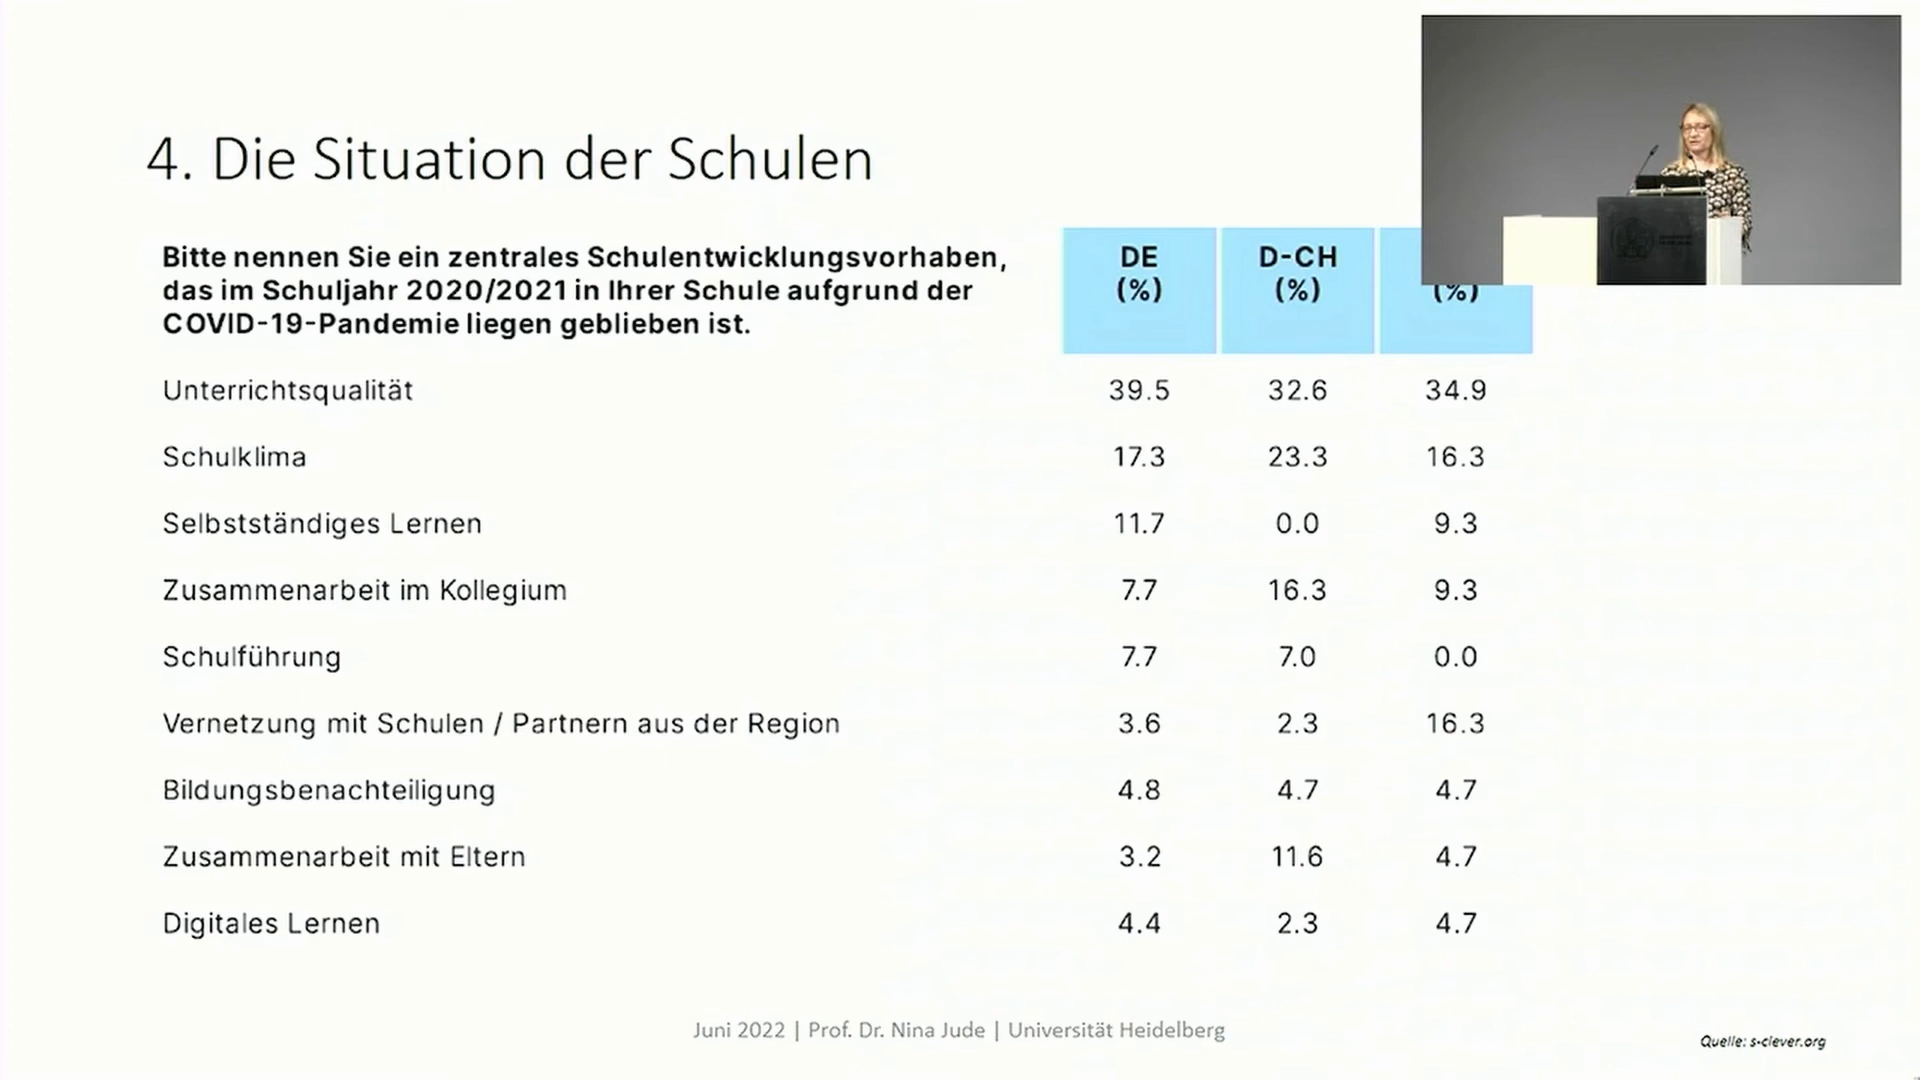 4. Die Situation der Schulen
Bitte nennen Sie ein zentrales Schulentwicklungsvorhaben,
das im Schuljahr 2020/2021 in Ihrer Schule aufgrund der
COVID-19-Pandemie liegen geblieben ist.
DE
(%)
D-CH
(%)
(%)
Unterrichtsqualität 39.5 32.6 34.9
Schulklima 17.3 23.3 16.3
Selbstständiges Lernen 11.7 0.0 9.3
Zusammenarbeit im Kollegium 7.7 16.3 9.3
Schulführung 7.7 7.0 0.0
Vernetzung mit Schulen / Partnern aus der Region 3.6 2.3 16.3
Bildungsbenachteiligung 4.8 4.7 4.7
Zusammenarbeit mit Eltern 3.2 11.6 4.7
Digitales Lernen 4.4 2.3 4.7
Juni 2022 | Prof. Dr. Nina Jude | Universität Heidelberg
Quelle: s-clever.org